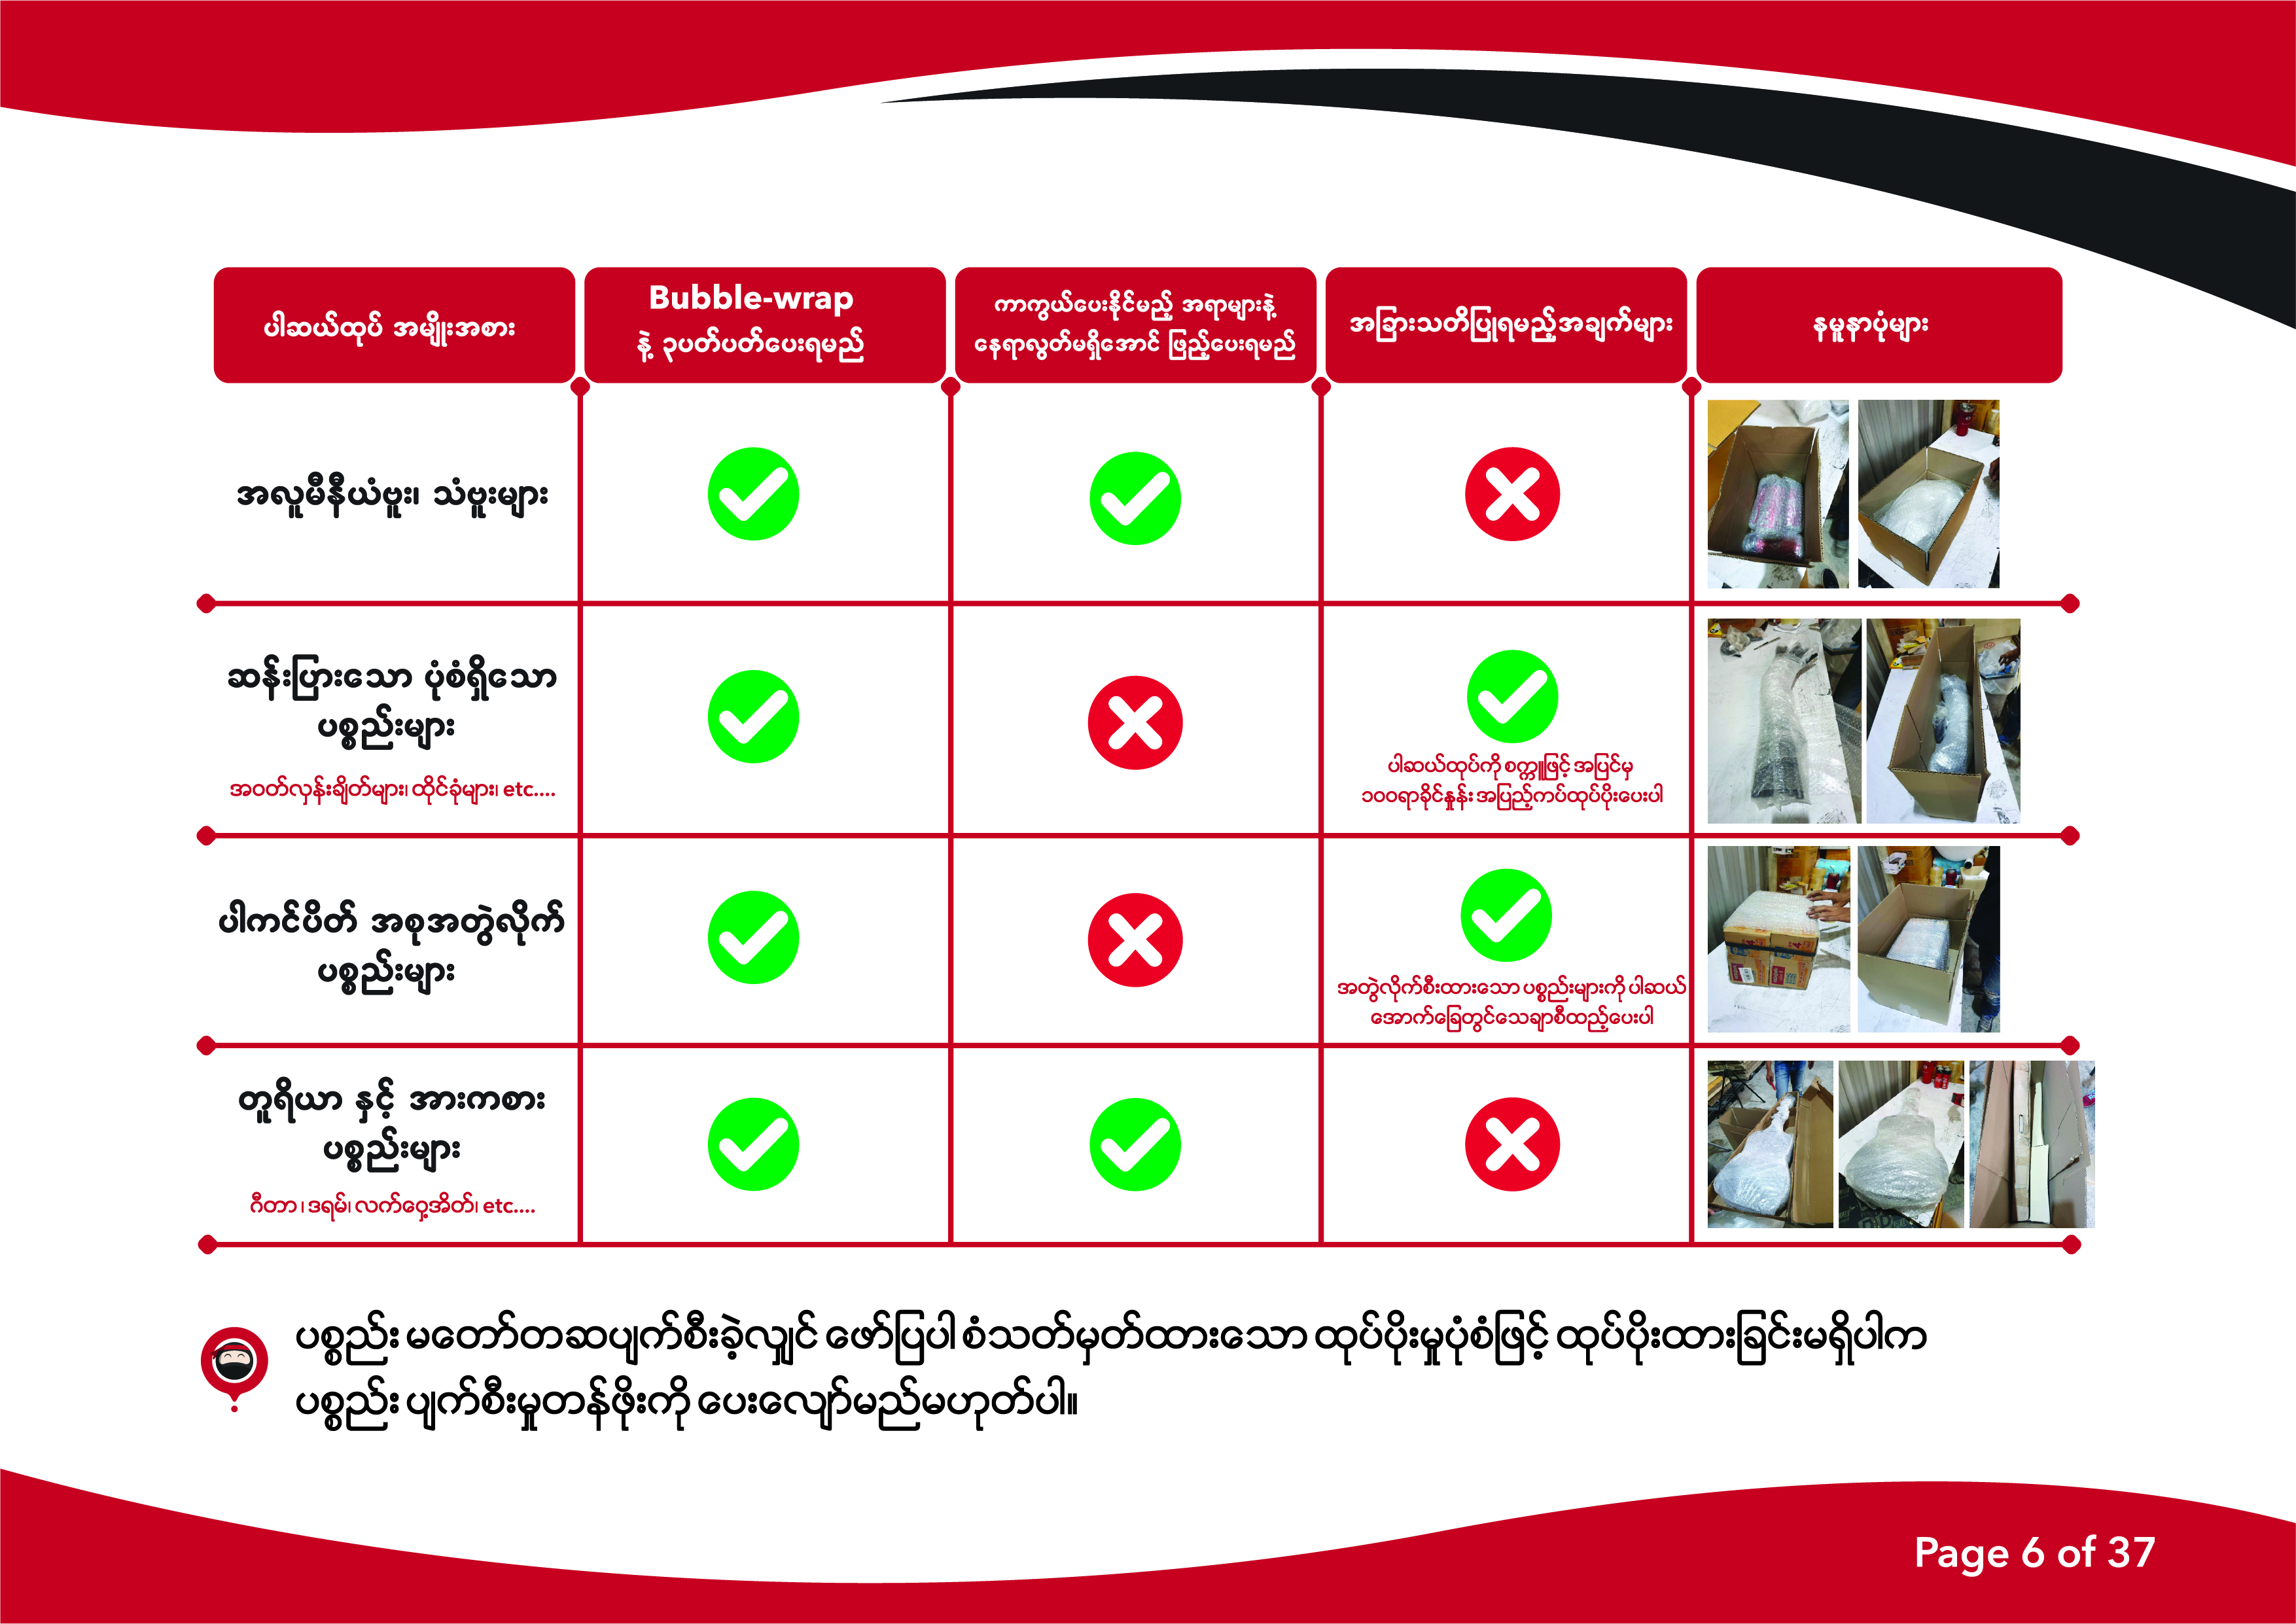 ပါဆယ်ထုပ် အမျိုးအစား
Bubble-wrap
နဲ့ ၃ပတ်ပတ်ပေးရမည်
ကာကွယ်ပေးနိုင်မည့် အရာများနဲ့
နေရာလွတ်မရှိအောင် ဖြည့်ပေးရမည်
အခြားသတိပြုရမည့်အချက်များ
နမူနာပုံများ
အလူမီနီယံဗူး၊ သံဗူးများ
ဆန်းပြားသော ပုံစံရှိသော
ပစ္စည်းများ
အဝတ်လှန်းချိတ်များ၊ ထိုင်ခုံများ၊ etc....
ပါဆယ်ထုပ်ကို စက္ကူဖြင့် အပြင်မှ
၁၀၀ရာခိုင်နှုန်း အပြည့်ကပ်ထုပ်ပိုးပေးပါ
ပါကင်ပိတ် အစုအတွဲလိုက်
ပစ္စည်းများ
အတွဲလိုက်စီးထားသော ပစ္စည်းများကို ပါဆယ်
အောက်ခြေတွင်သေချာစီထည့်ပေးပါ
တူရိယာ နှင့် အားကစား
ပစ္စည်းများ
ဂီတာ ၊ ဒရမ်၊ လက်ဝှေ့အိတ်၊ etc....
ပစ္စည်း မတော်တဆပျက်စီးခဲ့လျှင် ဖော်ပြပါ စံသတ်မှတ်ထားသော ထုပ်ပိုးမှုပုံစံဖြင့် ထုပ်ပိုးထားခြင်းမရှိပါက
ပစ္စည်း ပျက်စီးမှုတန်ဖိုးကို ပေးလျော်မည်မဟုတ်ပါ။
Page 6 of 37